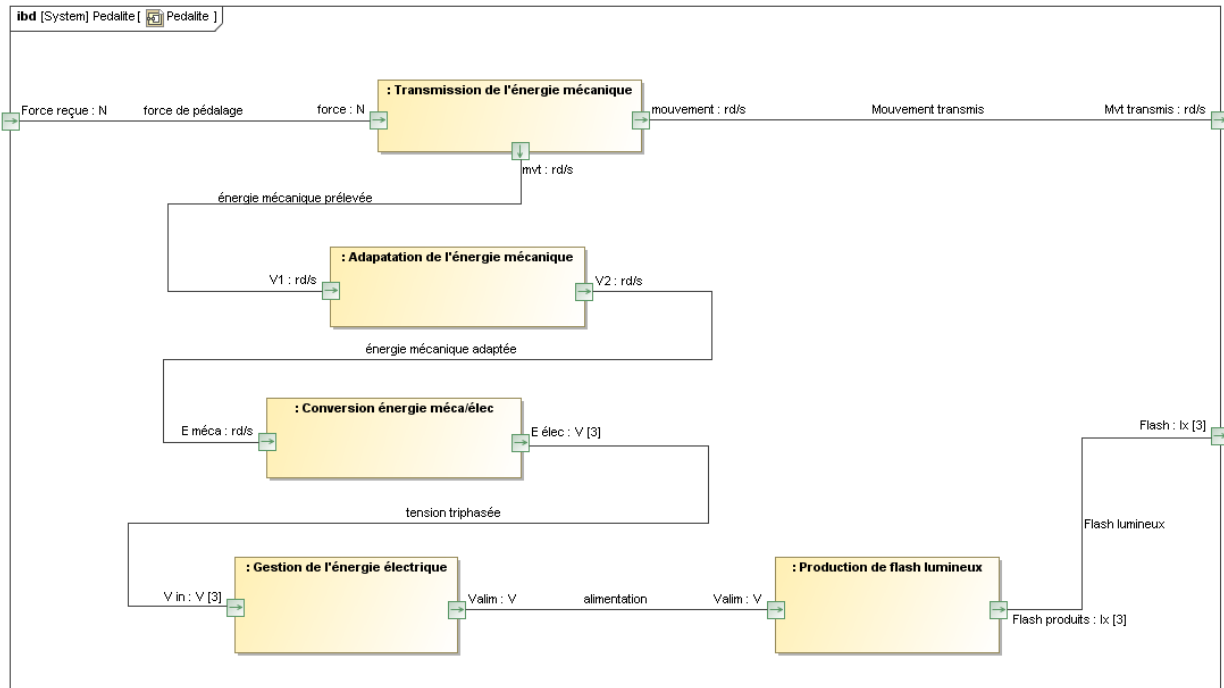 ibd [System] Pedalite [ Pedalite ]
: Transmission de l'énergie mécanique
Force reçue : N
force de pédalage
force : N
mouvement : rd/s
Mouvement transmis
Mvt transmis : rd/s
mvt : rd/s
énergie mécanique prélevée
: Adapatation de l'énergie mécanique
V1 : rd/s
V2 : rd/s
énergie mécanique adaptée
: Conversion énergie méca/élec
E méca : rd/s
E élec : V [3]
Flash : lx [3]
tension triphasée
Flash lumineux
: Gestion de l'énergie électrique
: Production de flash lumineux
V in : V [3]
Valim : V
alimentation
Valim : V
Flash produits : lx [3]